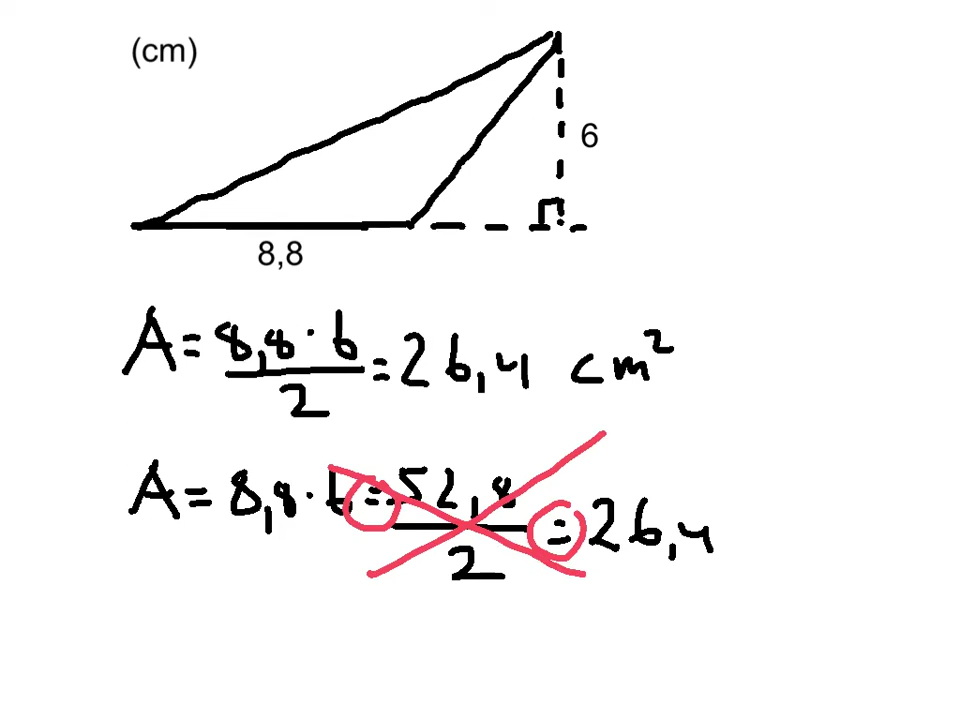 (cm)
6
8,8
A = 8,8 · 6 / 2 = 26,4 cm²
A = 8,8 · 6 = 52,8 / 2 = 26,4